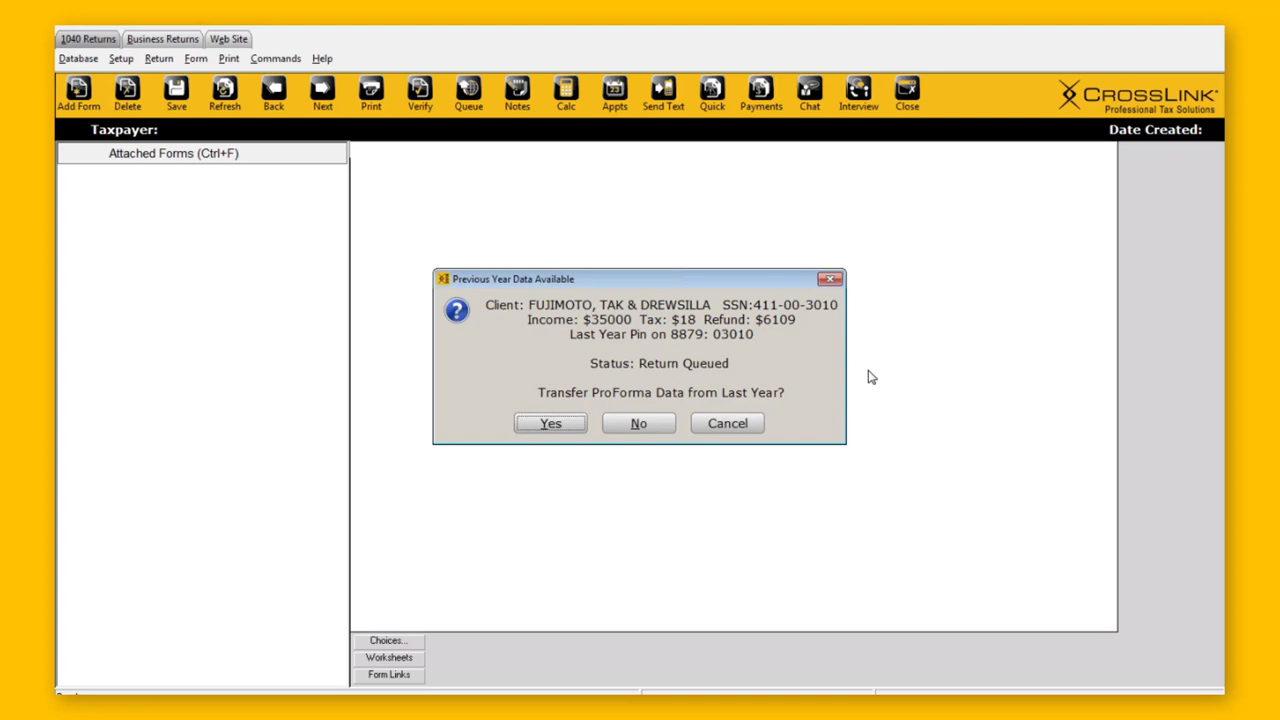 1040 Returns Business Returns Web Site
Database Setup Return Form Print Commands Help
Add Form Delete Save Refresh Back Next Print Verify Queue Notes Calc Appts Send Text Quick Payments Chat Interview Close
CROSSLINK
Professional Tax Solutions
Taxpayer: Date Created:
Attached Forms (Ctrl+F)
Previous Year Data Available
Client: FUJIMOTO, TAK & DREWSILLA SSN:411-00-3010
Income: $35000 Tax: $18 Refund: $6109
Last Year Pin on 8879: 03010
Status: Return Queued
Transfer ProForma Data from Last Year?
Yes No Cancel
Choices...
Worksheets
Form Links